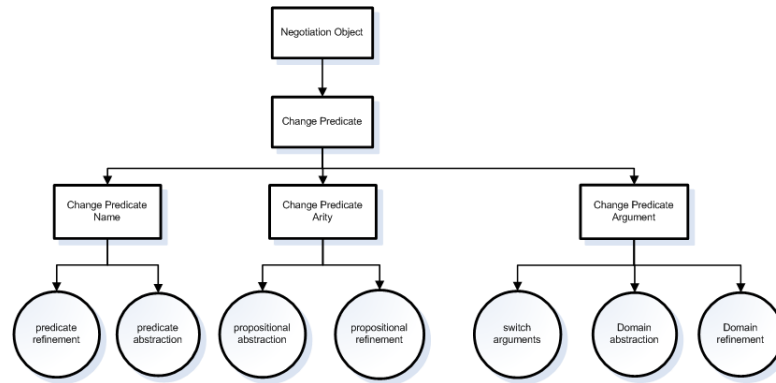 Negotiation Object
Change Predicate
Change Predicate
Name
Change Predicate
Arity
Change Predicate
Argument
predicate
refinement
predicate
abstraction
propositional
abstraction
propositional
refinement
switch
arguments
Domain
abstraction
Domain
refinement